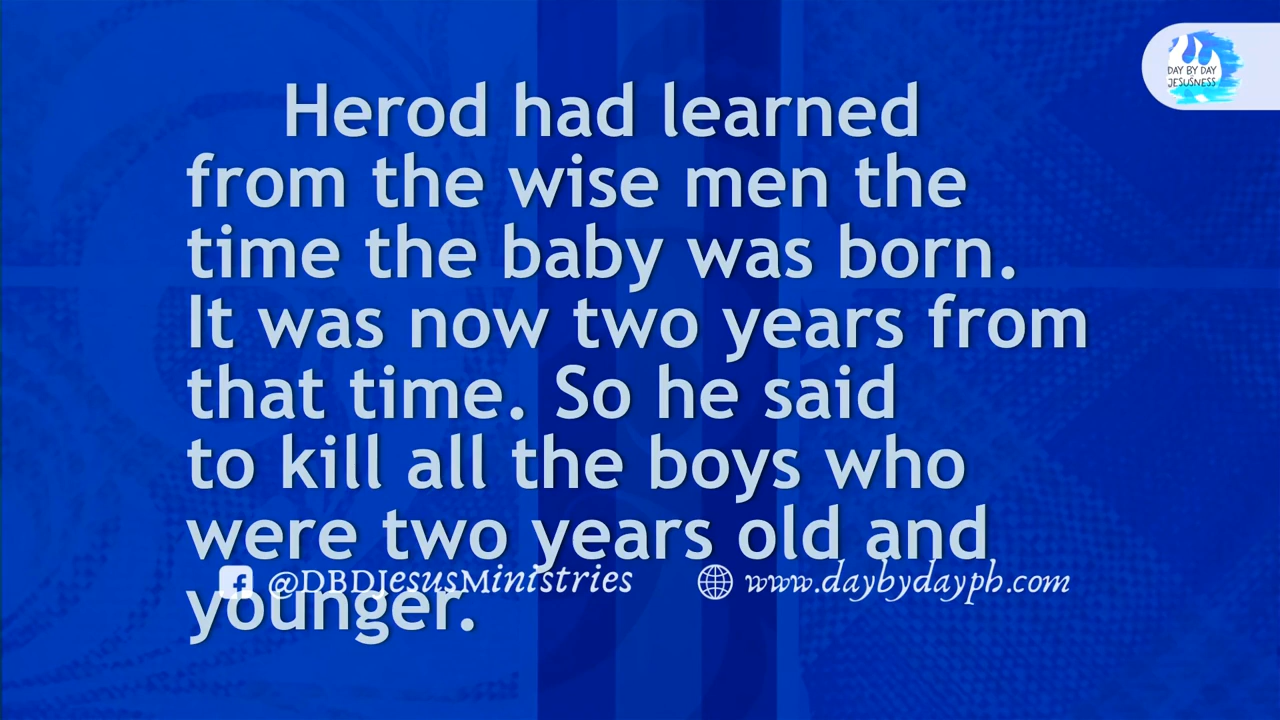 DAY BY DAY
JESUSNESS
Herod had learned
from the wise men the
time the baby was born.
It was now two years from
that time. So he said
to kill all the boys who
were two years old and
younger.
@DBDJesusMinistries
www.daybydayph.com